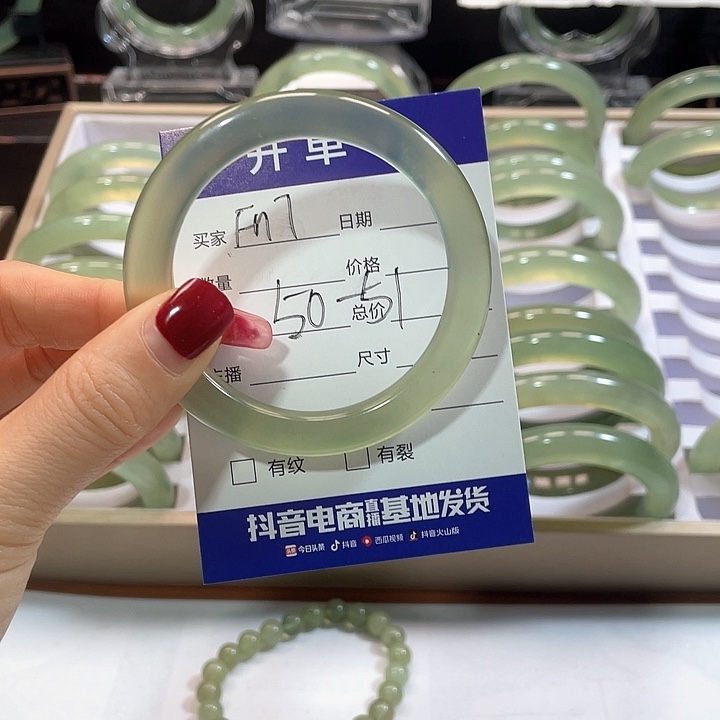 开单
买家 Fn7 日期
数量 价格
50-51 总价
主播 尺寸
有纹 有裂
抖音电商直播基地发货
今日头条 抖音 西瓜视频 抖音火山版